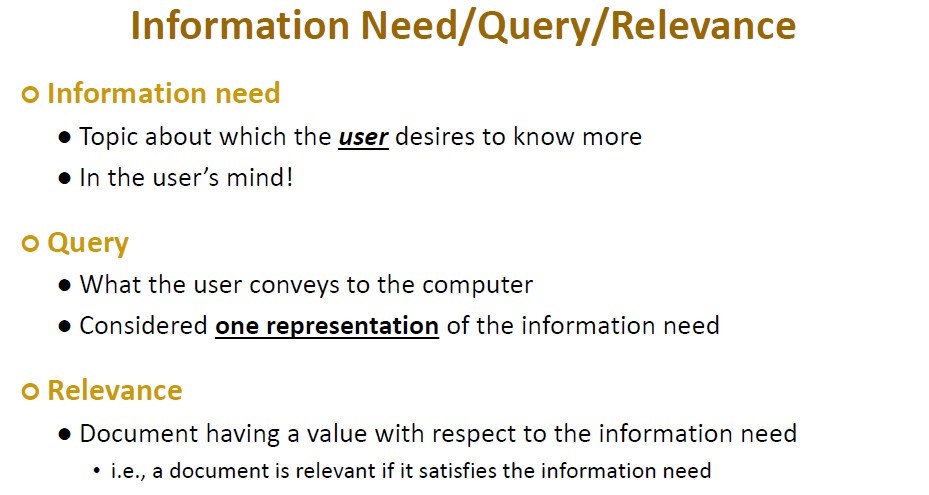 Information Need/Query/Relevance
Information need
● Topic about which the user desires to know more
● In the user’s mind!
Query
● What the user conveys to the computer
● Considered one representation of the information need
Relevance
● Document having a value with respect to the information need
• i.e., a document is relevant if it satisfies the information need